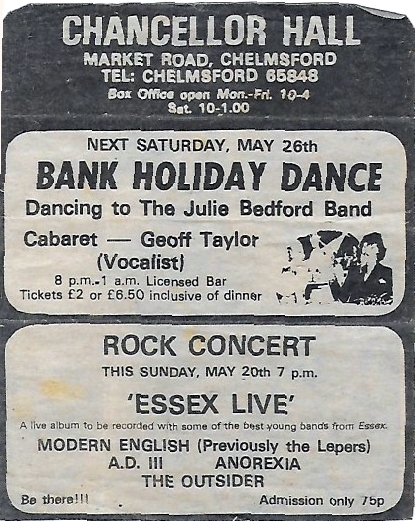 CHANCELLOR HALL
MARKET ROAD, CHELMSFORD
TEL: CHELMSFORD 65848
Box Office open Mon.-Fri. 10-4
Sat. 10-1.00
NEXT SATURDAY, MAY 26th
BANK HOLIDAY DANCE
Dancing to The Julie Bedford Band
Cabaret — Geoff Taylor
(Vocalist)
8 p.m.-1 a.m. Licensed Bar
Tickets £2 or £6.50 inclusive of dinner
ROCK CONCERT
THIS SUNDAY, MAY 20th 7 p.m.
'ESSEX LIVE'
A live album to be recorded with some of the best young bands from Essex.
MODERN ENGLISH (Previously the Lepers)
A.D. III ANOREXIA
THE OUTSIDER
Be there!!! Admission only 75p